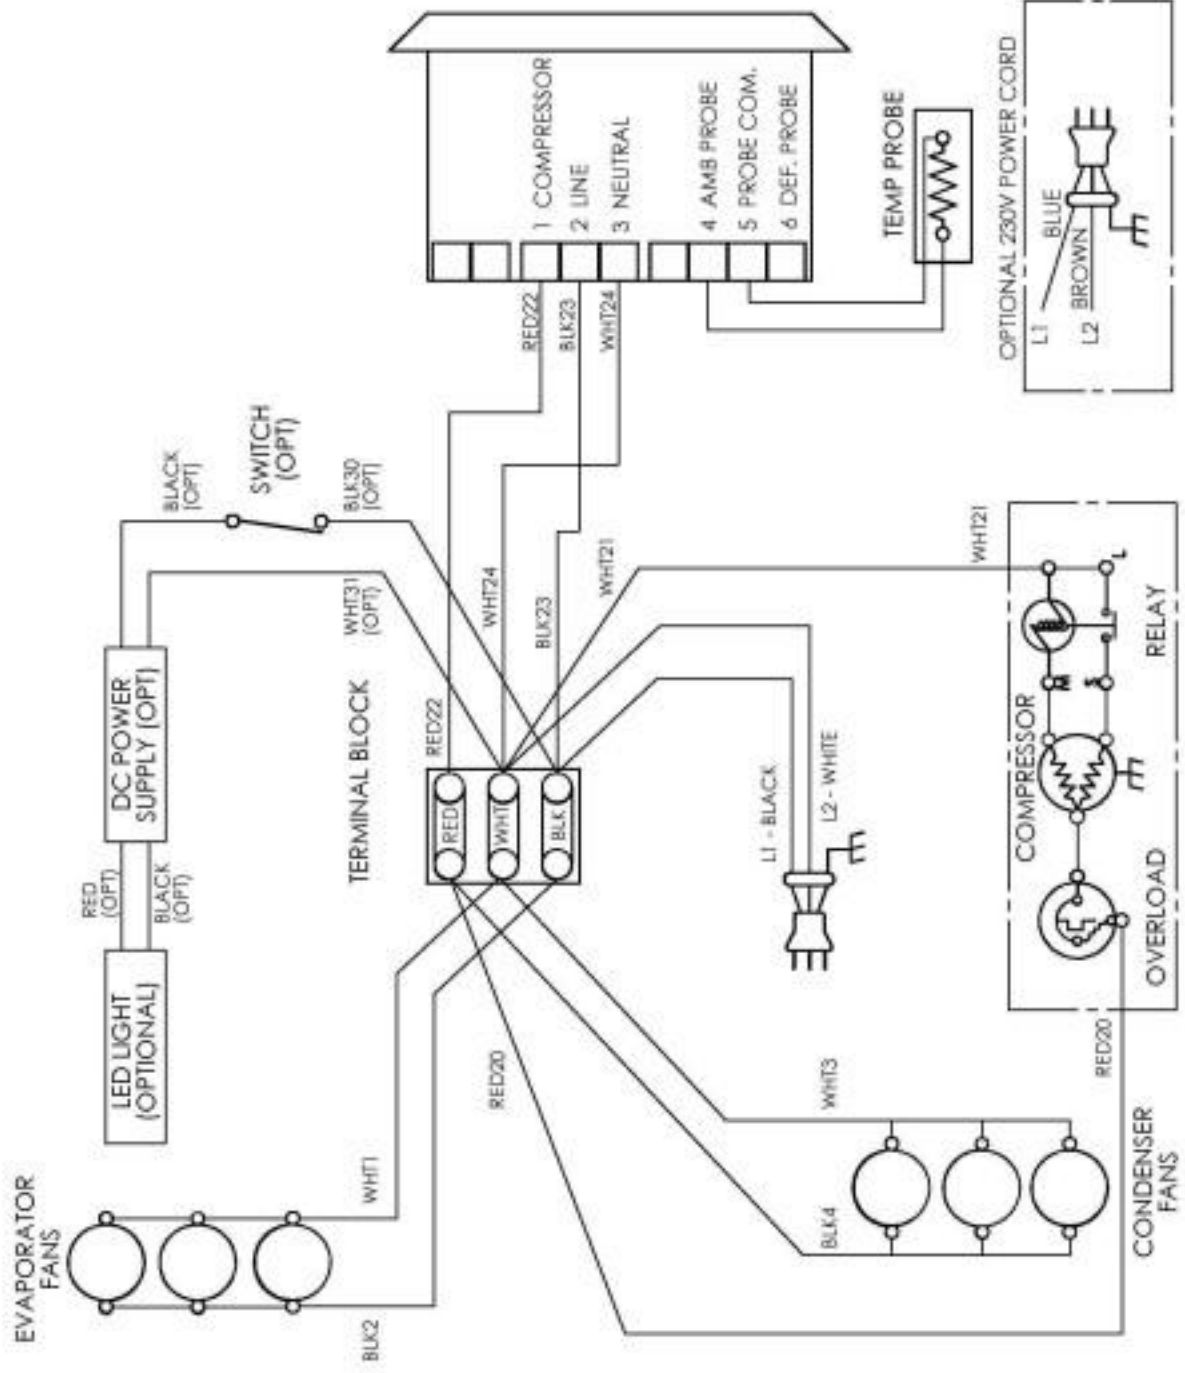 EVAPORATOR
FANS
BLK2
WHT1
LED LIGHT
(OPTIONAL)
RED
(OPT)
BLACK
(OPT)
DC POWER
SUPPLY (OPT)
BLACK
(OPT)
SWITCH
(OPT)
BLK30
(OPT)
WHT31
(OPT)
TERMINAL BLOCK
RED
WHT
BLK
RED22
WHT24
BLK23
WHT21
RED22
BLK23
WHT24
1 COMPRESSOR
2 LINE
3 NEUTRAL
4 AMB PROBE
5 PROBE COM.
6 DEF. PROBE
TEMP PROBE
OPTIONAL 230V POWER CORD
L1
BLUE
L2
BROWN
RED20
L1 - BLACK
L2 - WHITE
WHT3
BLK4
CONDENSER
FANS
WHT21
COMPRESSOR
M
S
L
RELAY
OVERLOAD
RED20